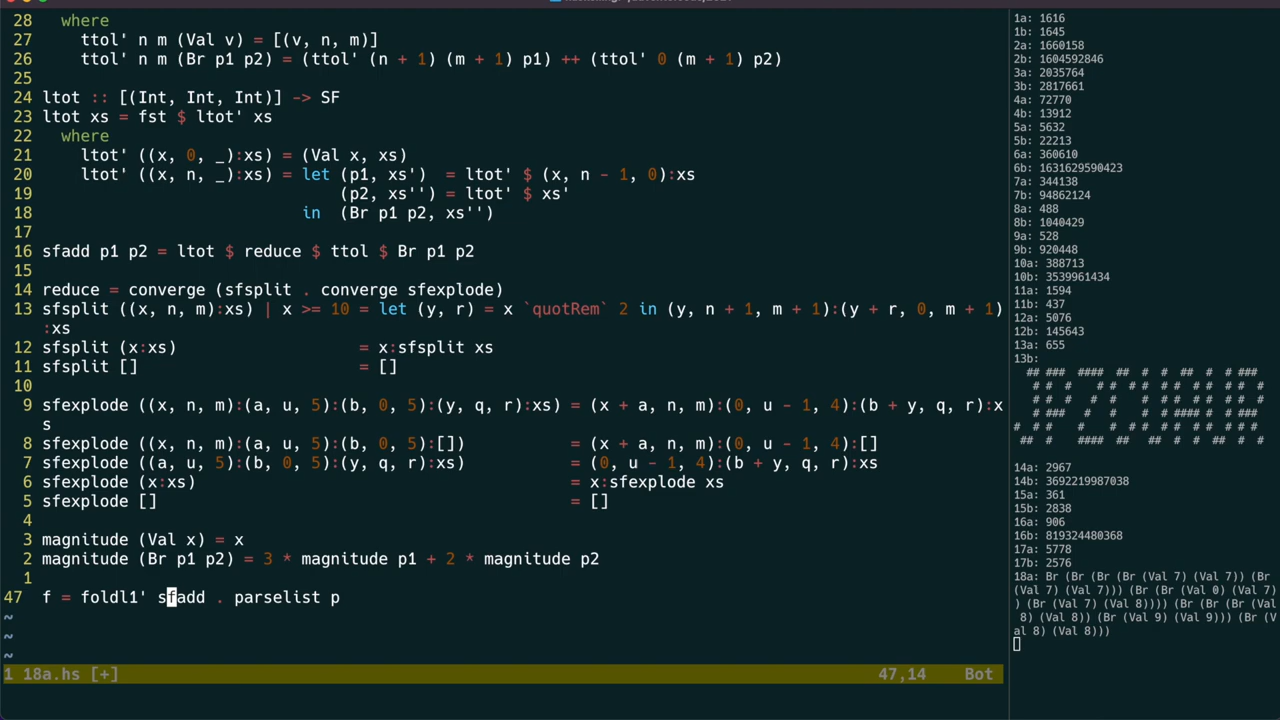 28 where
27 ttol' n m (Val v) = [(v, n, m)]
26 ttol' n m (Br p1 p2) = (ttol' (n + 1) (m + 1) p1) ++ (ttol' 0 (m + 1) p2)
25
24 ltot :: [(Int, Int, Int)] -> SF
23 ltot xs = fst $ ltot' xs
22 where
21 ltot' ((x, 0, _):xs) = (Val x, xs)
20 ltot' ((x, n, _):xs) = let (p1, xs') = ltot' $ (x, n - 1, 0):xs
19 (p2, xs'') = ltot' $ xs'
18 in (Br p1 p2, xs'')
17
16 sfadd p1 p2 = ltot $ reduce $ ttol $ Br p1 p2
15
14 reduce = converge (sfsplit . converge sfexplode)
13 sfsplit ((x, n, m):xs) | x >= 10 = let (y, r) = x `quotRem` 2 in (y, n + 1, m + 1):(y + r, 0, m + 1)
:xs
12 sfsplit (x:xs) = x:sfsplit xs
11 sfsplit [] = []
10
9 sfexplode ((x, n, m):(a, u, 5):(b, 0, 5):(y, q, r):xs) = (x + a, n, m):(0, u - 1, 4):(b + y, q, r):x
s
8 sfexplode ((x, n, m):(a, u, 5):(b, 0, 5):[]) = (x + a, n, m):(0, u - 1, 4):[]
7 sfexplode ((a, u, 5):(b, 0, 5):(y, q, r):xs) = (0, u - 1, 4):(b + y, q, r):xs
6 sfexplode (x:xs) = x:sfexplode xs
5 sfexplode [] = []
4
3 magnitude (Val x) = x
2 magnitude (Br p1 p2) = 3 * magnitude p1 + 2 * magnitude p2
1
47 f = foldl1' sfadd . parselist p
~
~
~
1 18a.hs [+] 47,14 Bot
1a: 1616
1b: 1645
2a: 1660158
2b: 1604592846
3a: 2035764
3b: 2817661
4a: 72770
4b: 13912
5a: 5632
5b: 22213
6a: 360610
6b: 1631629590423
7a: 344138
7b: 94862124
8a: 488
8b: 1040429
9a: 528
9b: 920448
10a: 388713
10b: 3539961434
11a: 1594
11b: 437
12a: 5076
12b: 145643
13a: 655
13b:
14a: 2967
14b: 3692219987038
15a: 361
15b: 2838
16a: 906
16b: 819324480368
17a: 5778
17b: 2576
18a: Br (Br (Br (Br (Val 7) (Val 7)) (Br
(Val 7) (Val 7))) (Br (Br (Val 0) (Val 7)
) (Br (Val 7) (Val 8)))) (Br (Br (Br (Val
8) (Val 8)) (Br (Val 9) (Val 9))) (Br (V
al 8) (Val 8)))